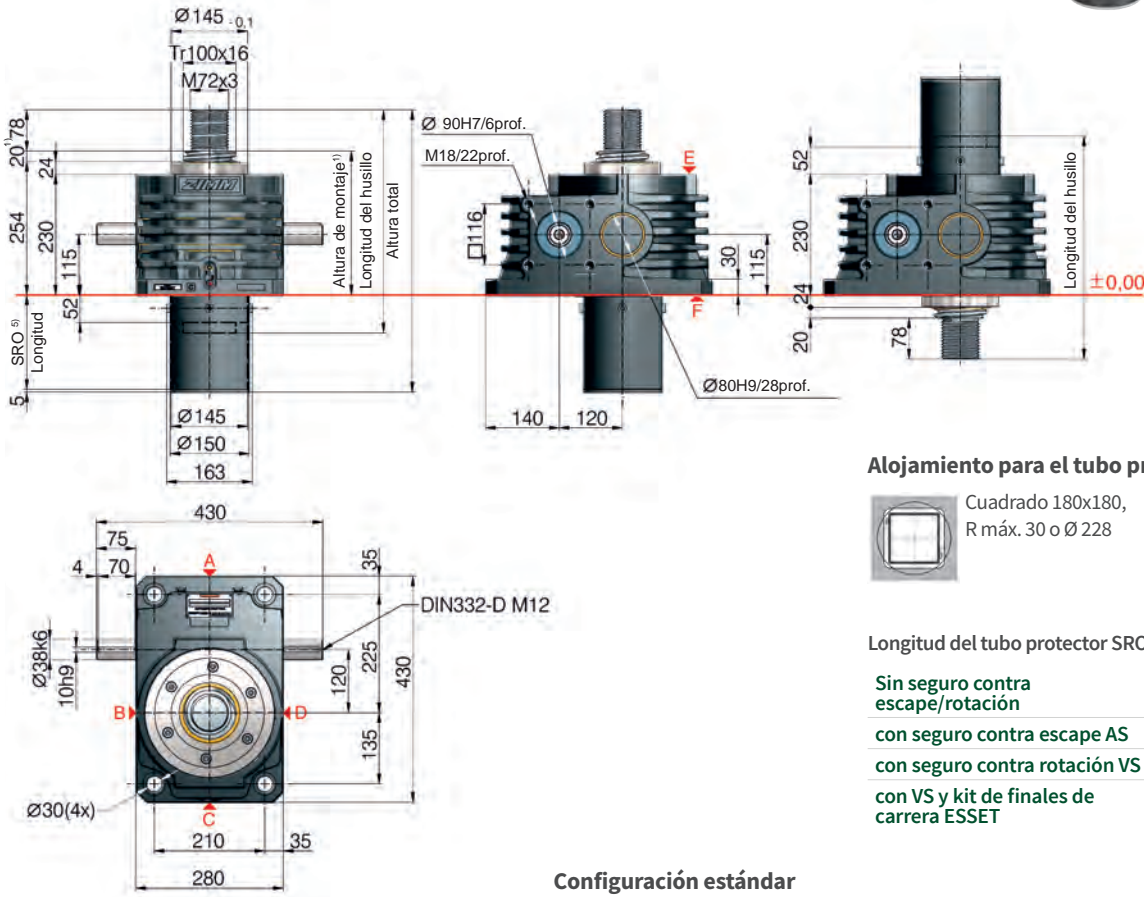 Ø145 -0,1
Tr100x16
M72x3
78
20¹⁾
24
254
230
115
52
SRO ⁵⁾
Longitud
5
ZIMM
Altura de montaje¹⁾
Longitud del husillo
Altura total
Ø145
Ø150
163
Ø 90H7/6prof.
M18/22prof.
□116
E
30
115
F
Ø80H9/28prof.
140
120
52
230
24
20
78
Longitud del husillo
±0,00
Alojamiento para el tubo pr
Cuadrado 180x180,
R máx. 30 o Ø 228
430
75
4
70
A
35
DIN332-D M12
Ø38k6
10h9
120
225
430
B
D
135
Ø30(4x)
C
210
35
280
Longitud del tubo protector SRO
Sin seguro contra
escape/rotación
con seguro contra escape AS
con seguro contra rotación VS
con VS y kit de finales de
carrera ESSET
Configuración estándar